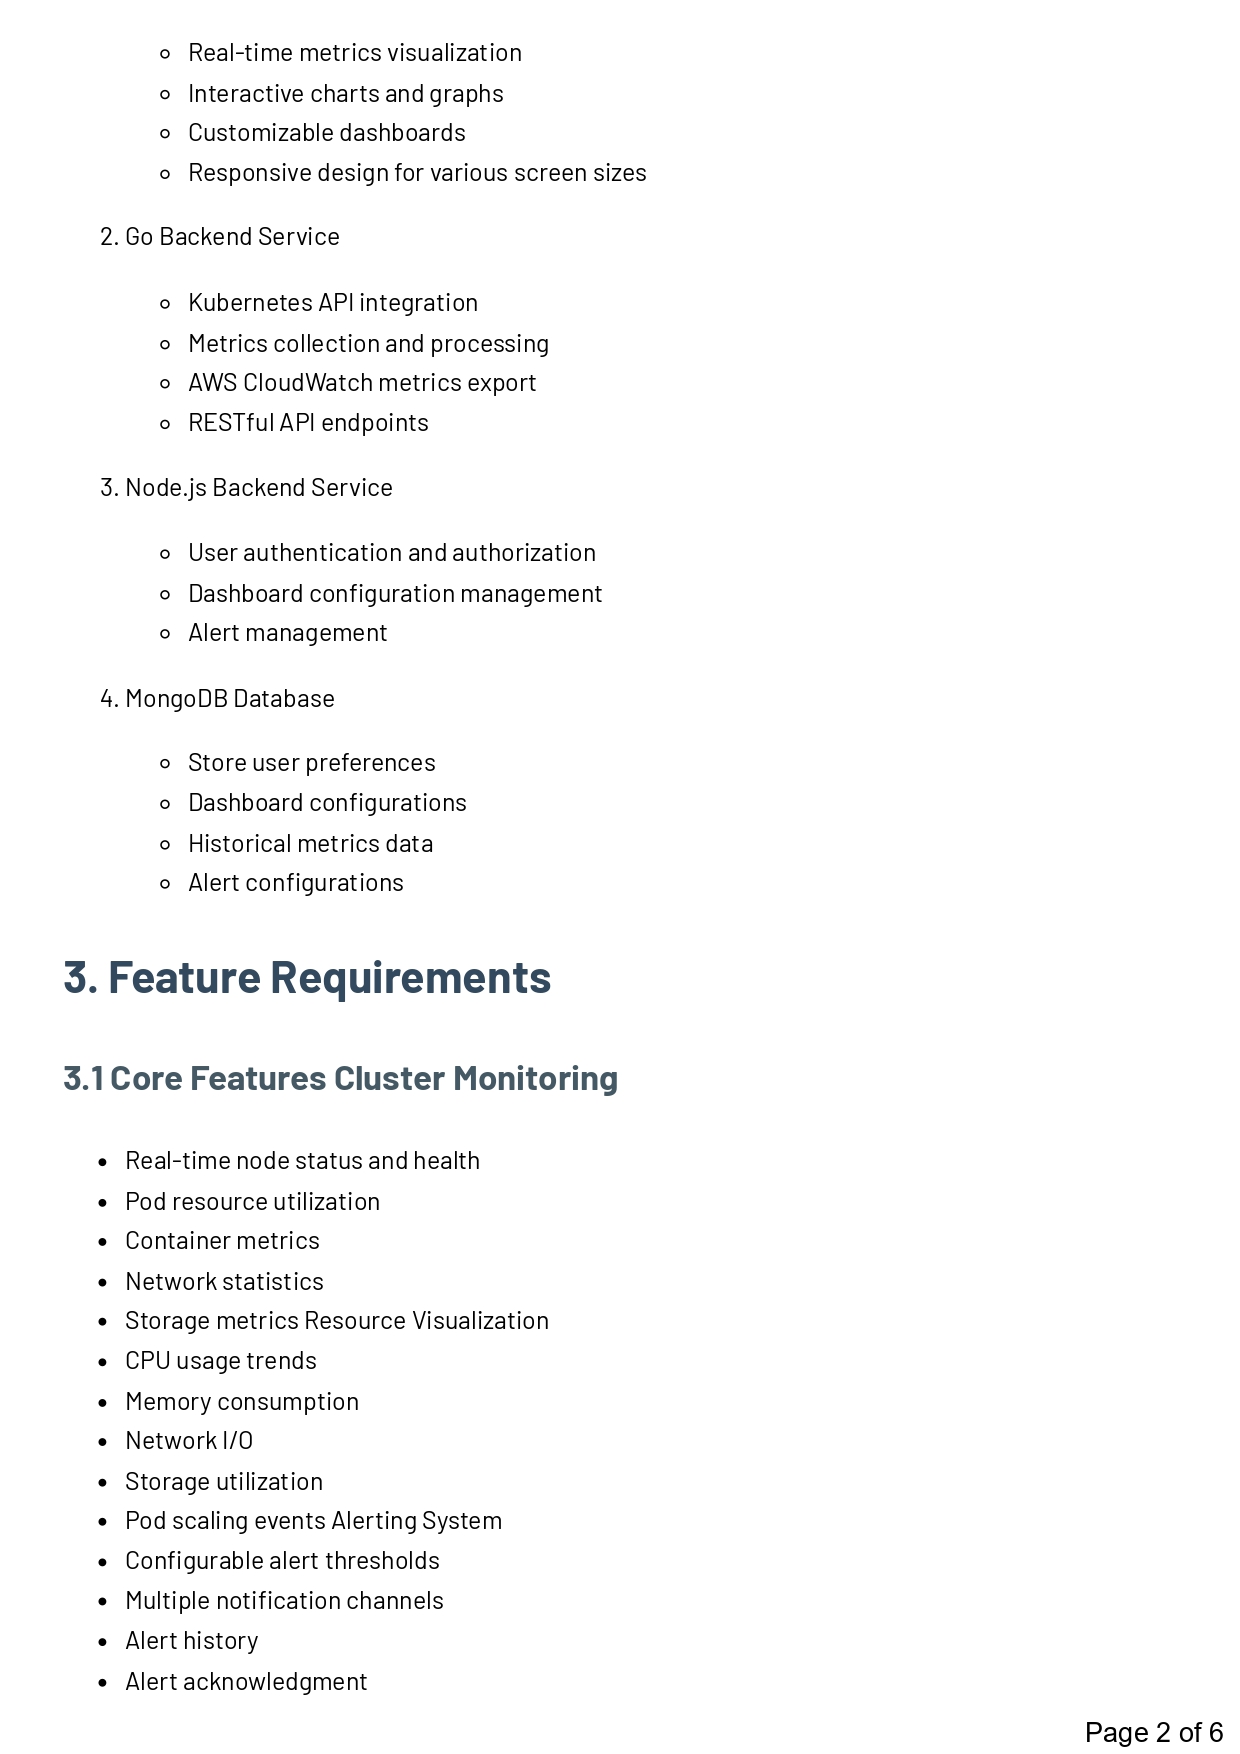 Real-time metrics visualization
Interactive charts and graphs
Customizable dashboards
Responsive design for various screen sizes
2. Go Backend Service
Kubernetes API integration
Metrics collection and processing
AWS CloudWatch metrics export
RESTful API endpoints
3. Node.js Backend Service
User authentication and authorization
Dashboard configuration management
Alert management
4. MongoDB Database
Store user preferences
Dashboard configurations
Historical metrics data
Alert configurations
3. Feature Requirements
3.1 Core Features Cluster Monitoring
Real-time node status and health
Pod resource utilization
Container metrics
Network statistics
Storage metrics Resource Visualization
CPU usage trends
Memory consumption
Network I/O
Storage utilization
Pod scaling events Alerting System
Configurable alert thresholds
Multiple notification channels
Alert history
Alert acknowledgment
Page 2 of 6